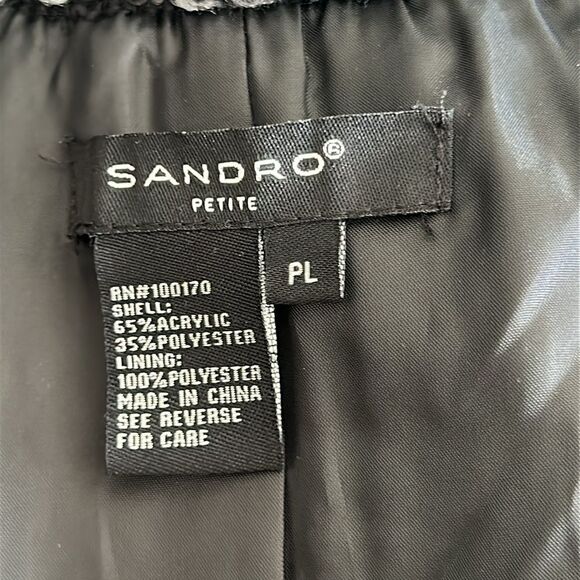 SANDRO®
PETITE
PL
RN#100170
SHELL:
65%ACRYLIC
35%POLYESTER
LINING:
100%POLYESTER
MADE IN CHINA
SEE REVERSE
FOR CARE